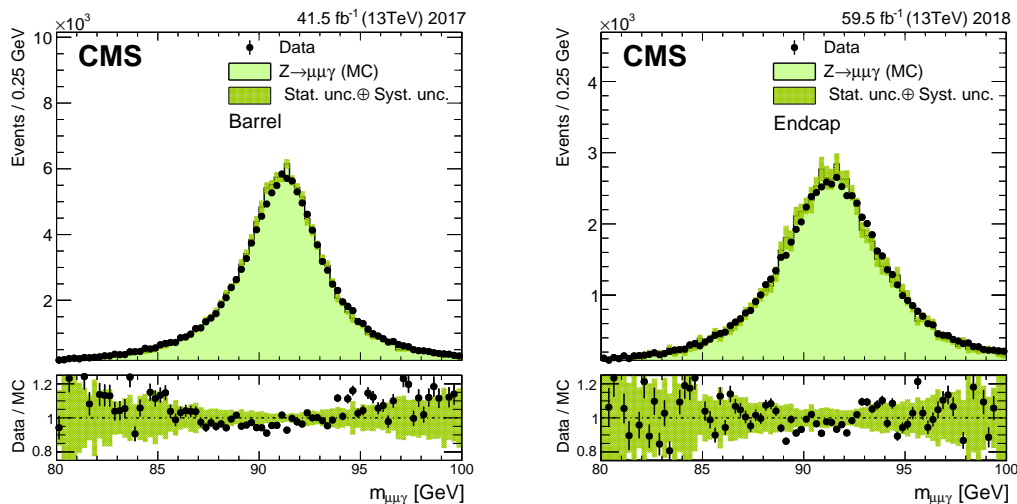 ×10³ 41.5 fb⁻¹ (13TeV) 2017
CMS
Data
Z→μμγ (MC)
Stat. unc.⊕ Syst. unc.
Barrel
Events / 0.25 GeV
10
8
6
4
2
Data / MC
1.2
1
0.8
80 85 90 95 100
m_μμγ [GeV]
×10³ 59.5 fb⁻¹ (13TeV) 2018
CMS
Data
Z→μμγ (MC)
Stat. unc.⊕ Syst. unc.
Endcap
Events / 0.25 GeV
4
3
2
1
Data / MC
1.2
1
0.8
80 85 90 95 100
m_μμγ [GeV]